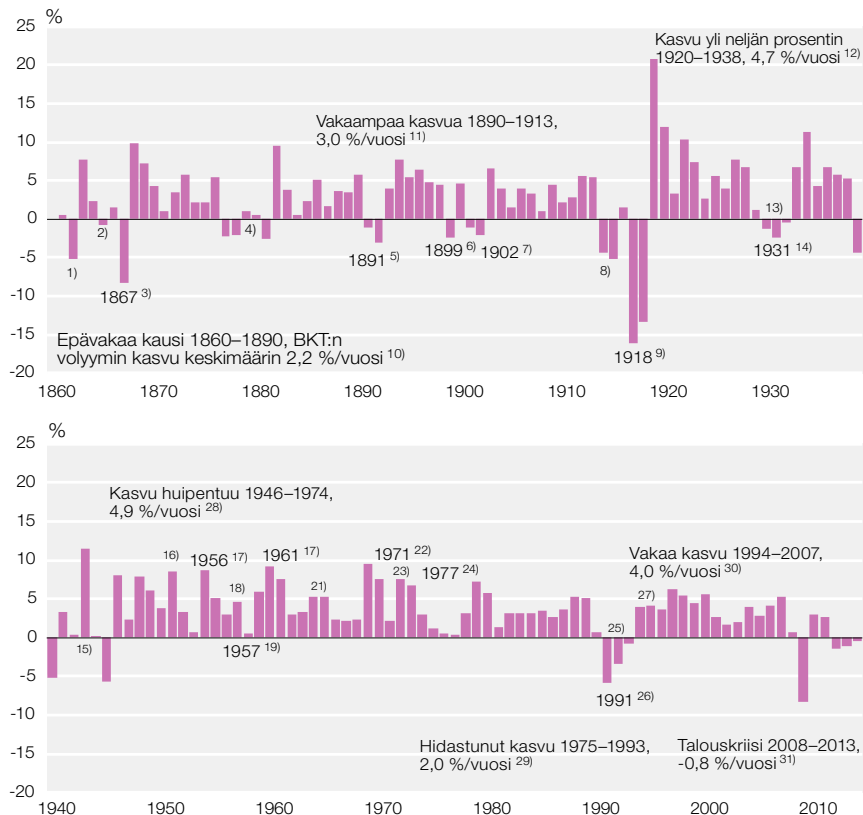 %
25
20
15
10
5
0
-5
-10
-15
-20
Kasvu yli neljän prosentin
1920–1938, 4,7 %/vuosi 12)
Vakaampaa kasvua 1890–1913,
3,0 %/vuosi 11)
1)
2)
1867 3)
4)
1891 5)
1899 6)
1902 7)
8)
1918 9)
13)
1931 14)
Epävakaa kausi 1860–1890, BKT:n
volyymin kasvu keskimäärin 2,2 %/vuosi 10)
1860 1870 1880 1890 1900 1910 1920 1930
%
25
20
15
10
5
0
-5
-10
-15
-20
Kasvu huipentuu 1946–1974,
4,9 %/vuosi 28)
15)
16)
1956 17)
18)
1957 19)
1961 17)
21)
1971 22)
23)
1977 24)
Vakaa kasvu 1994–2007,
4,0 %/vuosi 30)
25)
1991 26)
27)
Hidastunut kasvu 1975–1993,
2,0 %/vuosi 29)
Talouskriisi 2008–2013,
-0,8 %/vuosi 31)
1940 1950 1960 1970 1980 1990 2000 2010